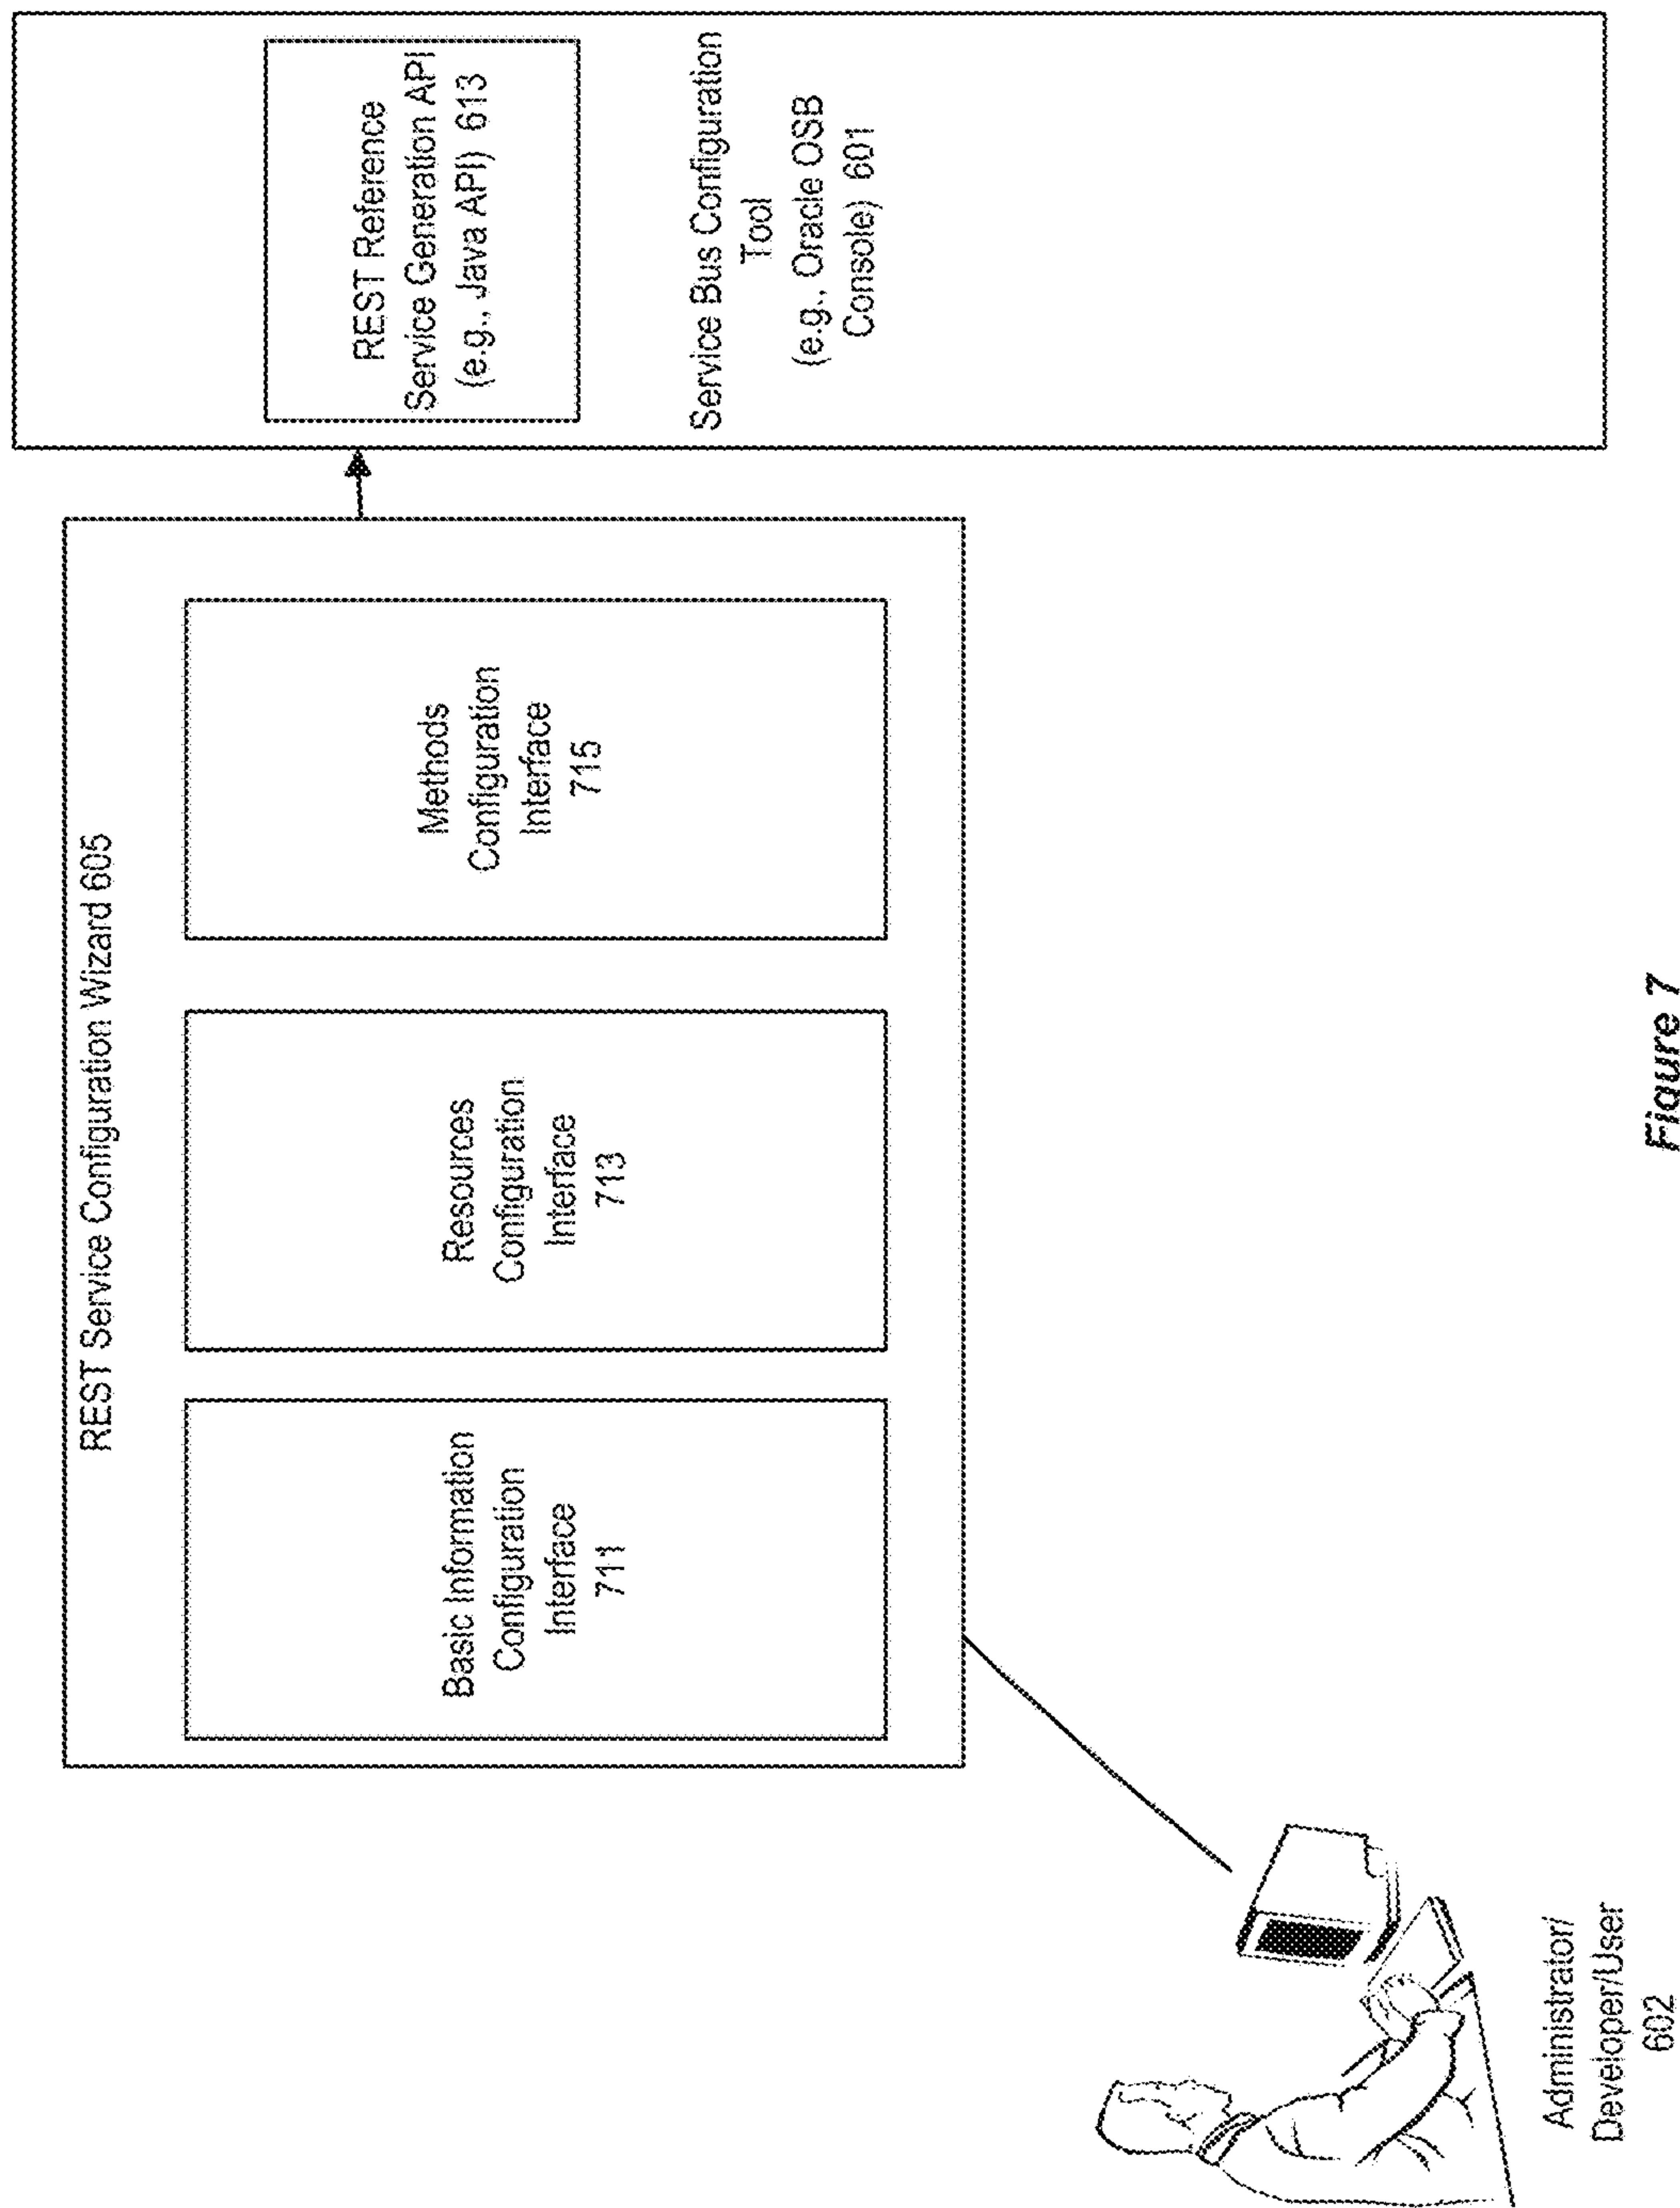 REST Service Configuration Wizard 605
Basic Information
Configuration
Interface
711
Resources
Configuration
Interface
713
Methods
Configuration
Interface
715
REST Reference
Service Generation API
(e.g., Java API) 613
Service Bus Configuration
Tool
(e.g., Oracle OSB
Console) 601
Administrator/
Developer/User
602
Figure 7